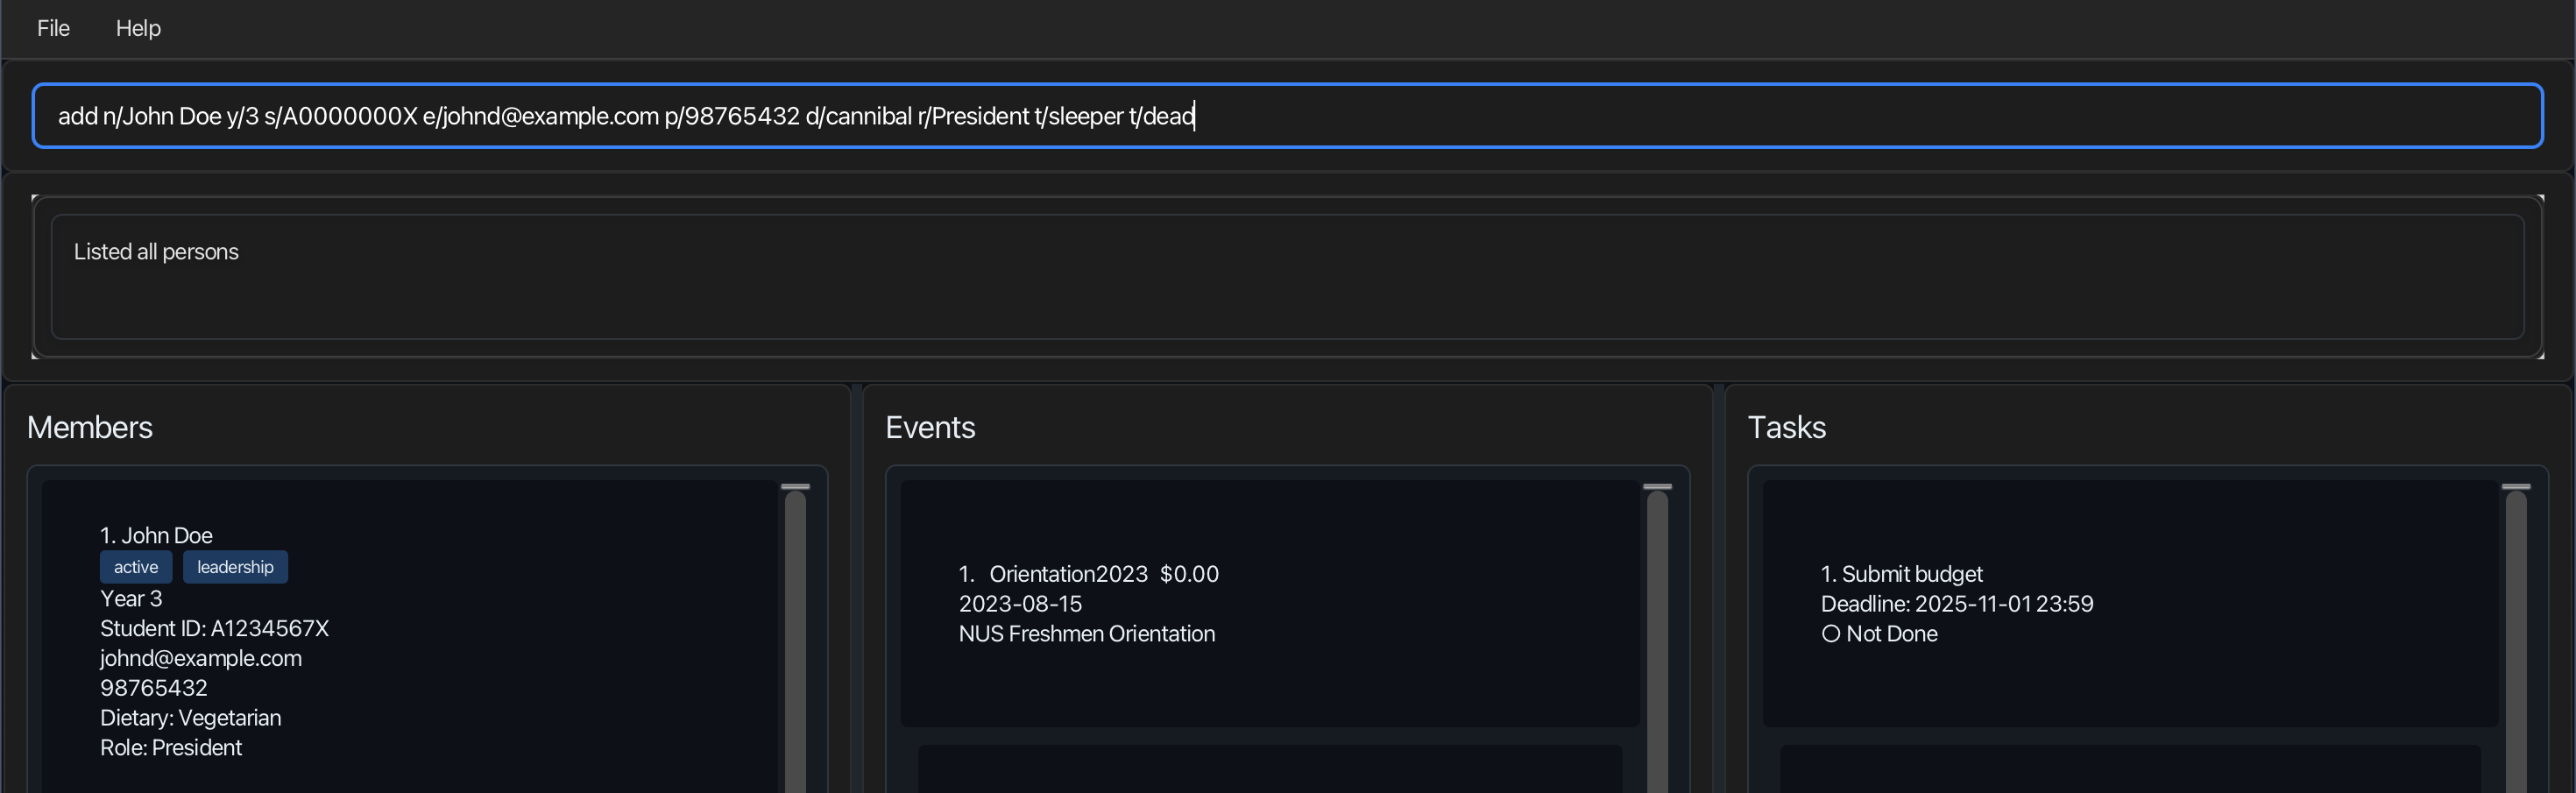 File Help
add n/John Doe y/3 s/A0000000X e/johnd@example.com p/98765432 d/cannibal r/President t/sleeper t/dead
Listed all persons
Members
1. John Doe
active leadership
Year 3
Student ID: A1234567X
johnd@example.com
98765432
Dietary: Vegetarian
Role: President
Events
1. Orientation2023 $0.00
2023-08-15
NUS Freshmen Orientation
Tasks
1. Submit budget
Deadline: 2025-11-01 23:59
○ Not Done